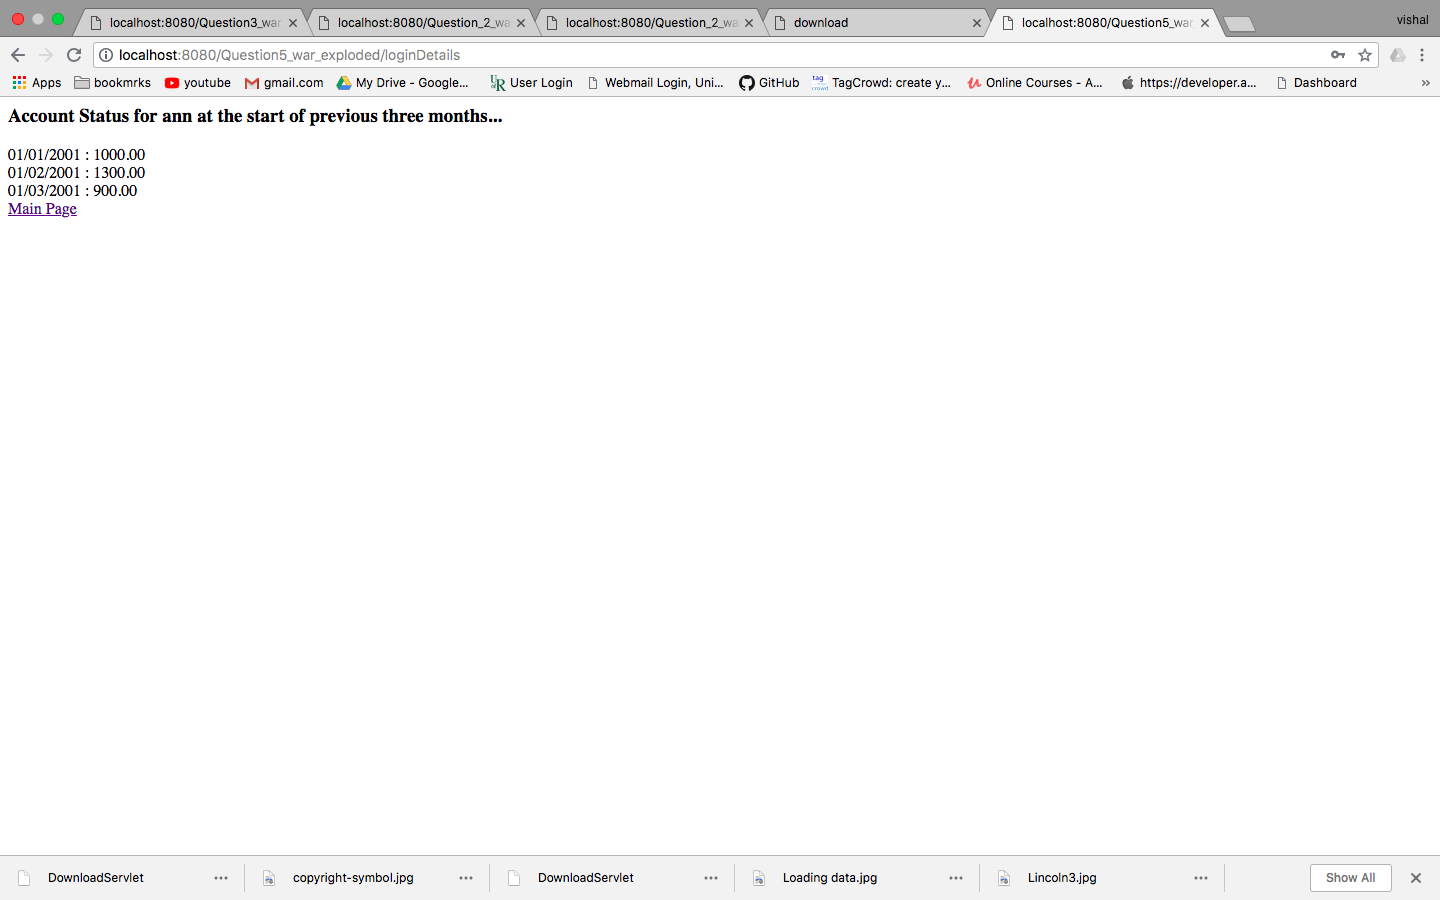 localhost:8080/Question3_war
localhost:8080/Question_2_wa
localhost:8080/Question_2_wa
download
localhost:8080/Question5_war
vishal
localhost:8080/Question5_war_exploded/loginDetails
Apps
bookmrks
youtube
gmail.com
My Drive - Google...
User Login
Webmail Login, Uni...
GitHub
TagCrowd: create y...
Online Courses - A...
https://developer.a...
Dashboard
»
Account Status for ann at the start of previous three months...
01/01/2001 : 1000.00
01/02/2001 : 1300.00
01/03/2001 : 900.00
Main Page
DownloadServlet
copyright-symbol.jpg
DownloadServlet
Loading data.jpg
Lincoln3.jpg
Show All